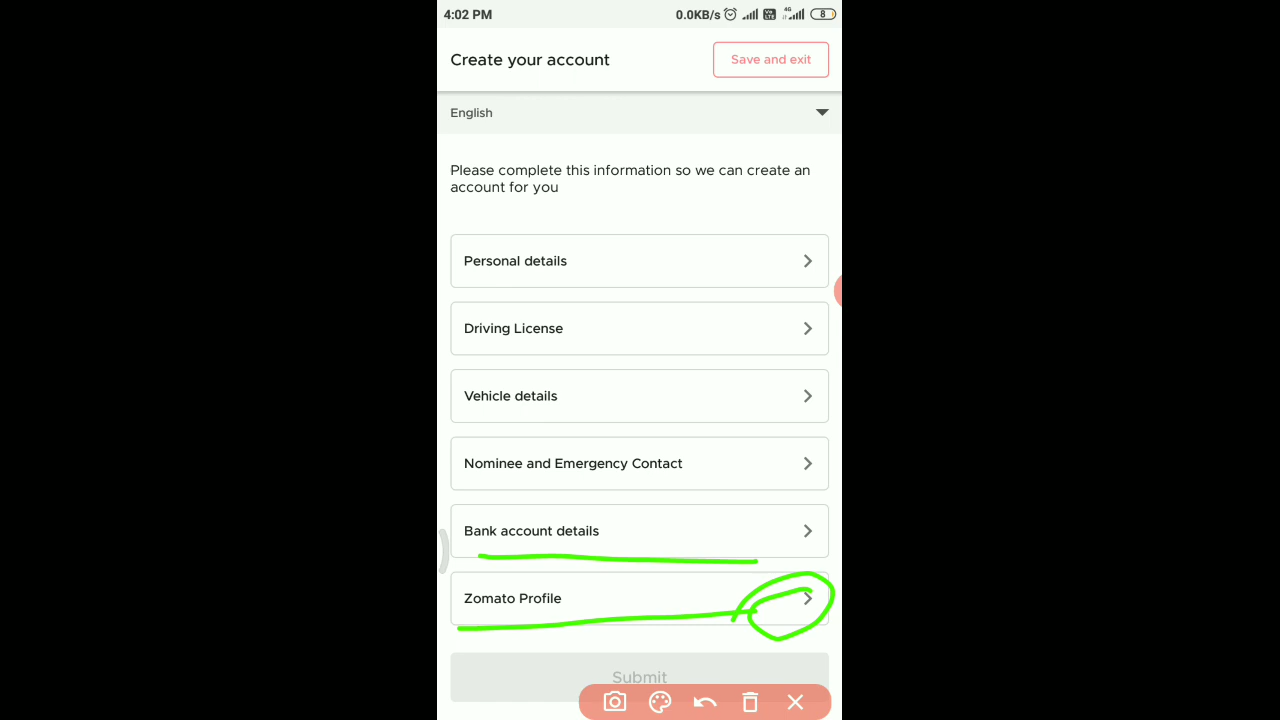 4:02 PM 0.0KB/s 4G 8
Create your account
Save and exit
English
Please complete this information so we can create an
account for you
Personal details
Driving License
Vehicle details
Nominee and Emergency Contact
Bank account details
Zomato Profile
Submit